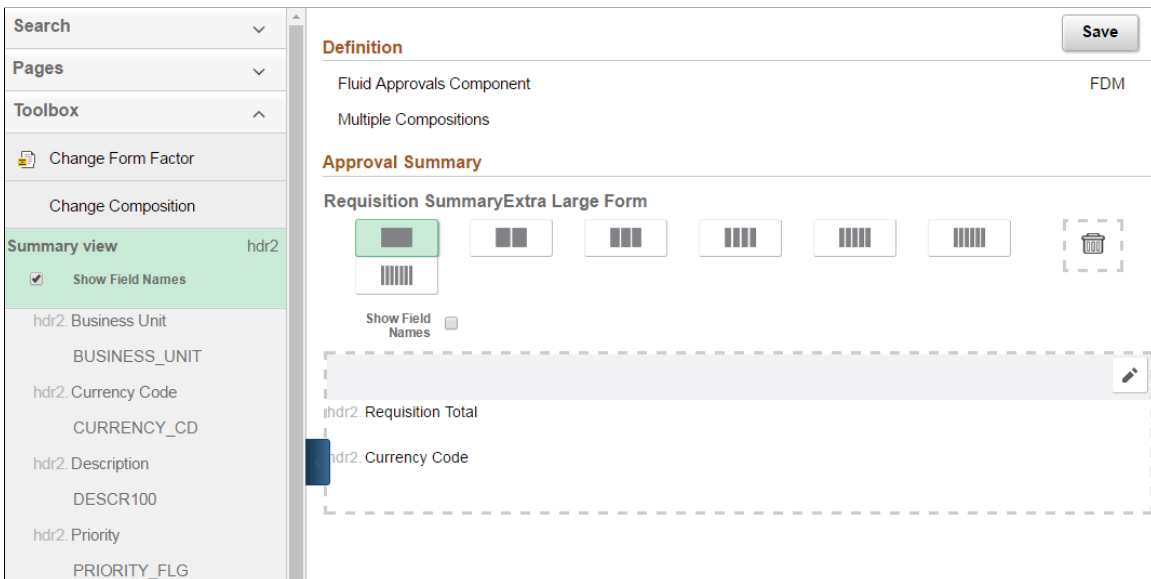 Search
Pages
Toolbox
Change Form Factor
Change Composition
Summary view hdr2
Show Field Names
hdr2. Business Unit
BUSINESS_UNIT
hdr2. Currency Code
CURRENCY_CD
hdr2. Description
DESCR100
hdr2. Priority
PRIORITY_FLG
Save
Definition
Fluid Approvals Component FDM
Multiple Compositions
Approval Summary
Requisition SummaryExtra Large Form
Show Field
Names
hdr2. Requisition Total
hdr2. Currency Code